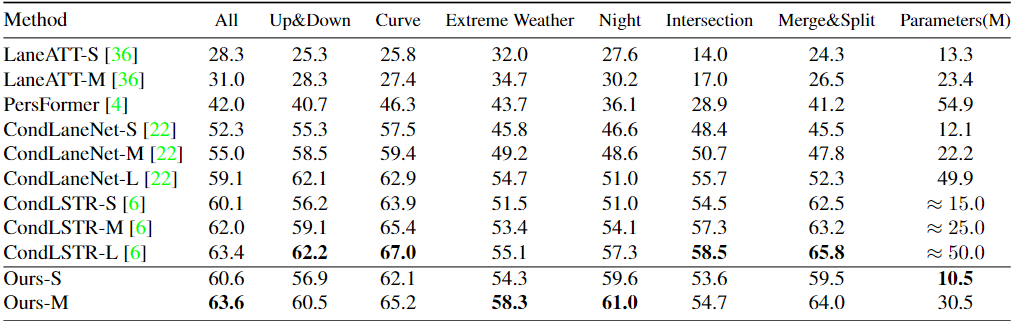 Method All Up&Down Curve Extreme Weather Night Intersection Merge&Split Parameters(M)
LaneATT-S [36] 28.3 25.3 25.8 32.0 27.6 14.0 24.3 13.3
LaneATT-M [36] 31.0 28.3 27.4 34.7 30.2 17.0 26.5 23.4
PersFormer [4] 42.0 40.7 46.3 43.7 36.1 28.9 41.2 54.9
CondLaneNet-S [22] 52.3 55.3 57.5 45.8 46.6 48.4 45.5 12.1
CondLaneNet-M [22] 55.0 58.5 59.4 49.2 48.6 50.7 47.8 22.2
CondLaneNet-L [22] 59.1 62.1 62.9 54.7 51.0 55.7 52.3 49.9
CondLSTR-S [6] 60.1 56.2 63.9 51.5 51.0 54.5 62.5 ≈ 15.0
CondLSTR-M [6] 62.0 59.1 65.4 53.4 54.1 57.3 63.2 ≈ 25.0
CondLSTR-L [6] 63.4 62.2 67.0 55.1 57.3 58.5 65.8 ≈ 50.0
Ours-S 60.6 56.9 62.1 54.3 59.6 53.6 59.5 10.5
Ours-M 63.6 60.5 65.2 58.3 61.0 54.7 64.0 30.5